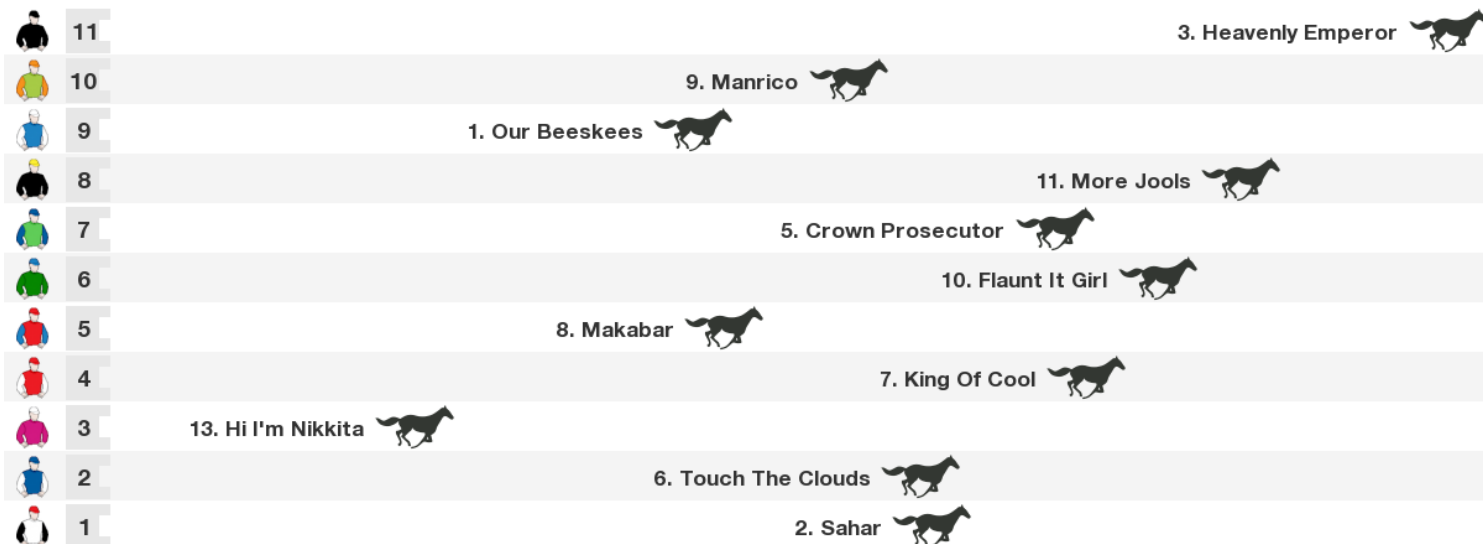 11 3. Heavenly Emperor
10 9. Manrico
9 1. Our Beeskees
8 11. More Jools
7 5. Crown Prosecutor
6 10. Flaunt It Girl
5 8. Makabar
4 7. King Of Cool
3 13. Hi I'm Nikkita
2 6. Touch The Clouds
1 2. Sahar